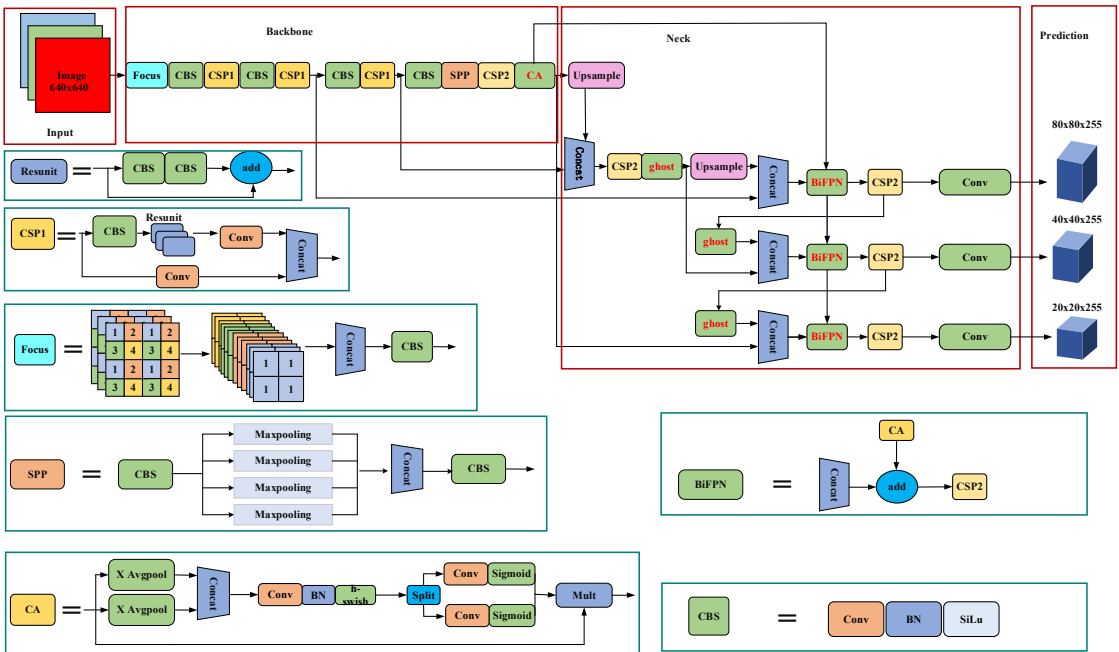 Backbone
Neck
Prediction
Image
640x640
Input
Focus CBS CSP1 CBS CSP1 CBS CSP1 CBS SPP CSP2 CA Upsample
80x80x255
Concat CSP2 ghost Upsample Concat BiFPN CSP2 Conv
40x40x255
ghost Concat BiFPN CSP2 Conv
20x20x255
ghost Concat BiFPN CSP2 Conv
Resunit = CBS CBS add
Resunit
CSP1 = CBS Conv Concat
Conv
Focus =
1 2 1 2
3 4 3 4
1 2 1 2
3 4 3 4
1 1
1 1
Concat CBS
SPP = CBS
Maxpooling
Maxpooling
Maxpooling
Maxpooling
Concat CBS
CA
BiFPN = Concat add CSP2
CA =
X Avgpool
X Avgpool
Concat
Conv BN h-swish
Split
Conv Sigmoid
Conv Sigmoid
Mult
CBS = Conv BN SiLu